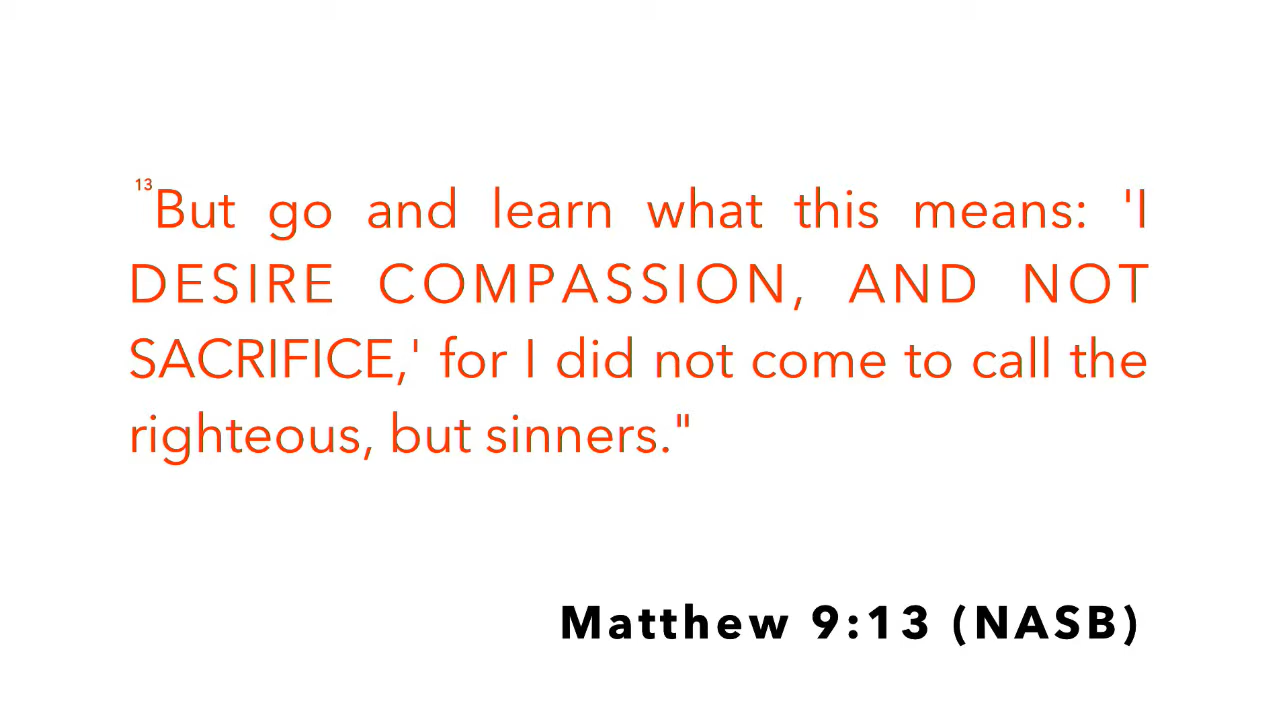 13But go and learn what this means: 'I
DESIRE COMPASSION, AND NOT
SACRIFICE,' for I did not come to call the
righteous, but sinners."
Matthew 9:13 (NASB)